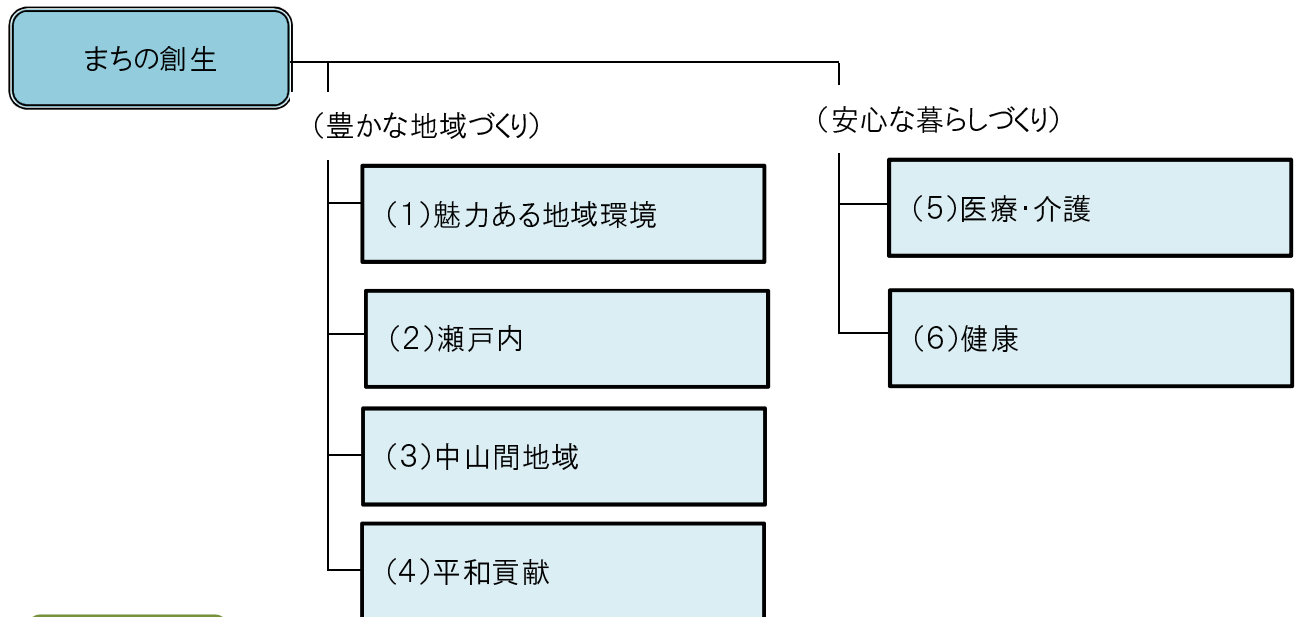 まちの創生
(豊かな地域づくり)
(1)魅力ある地域環境
(2)瀬戸内
(3)中山間地域
(4)平和貢献
(安心な暮らしづくり)
(5)医療・介護
(6)健康